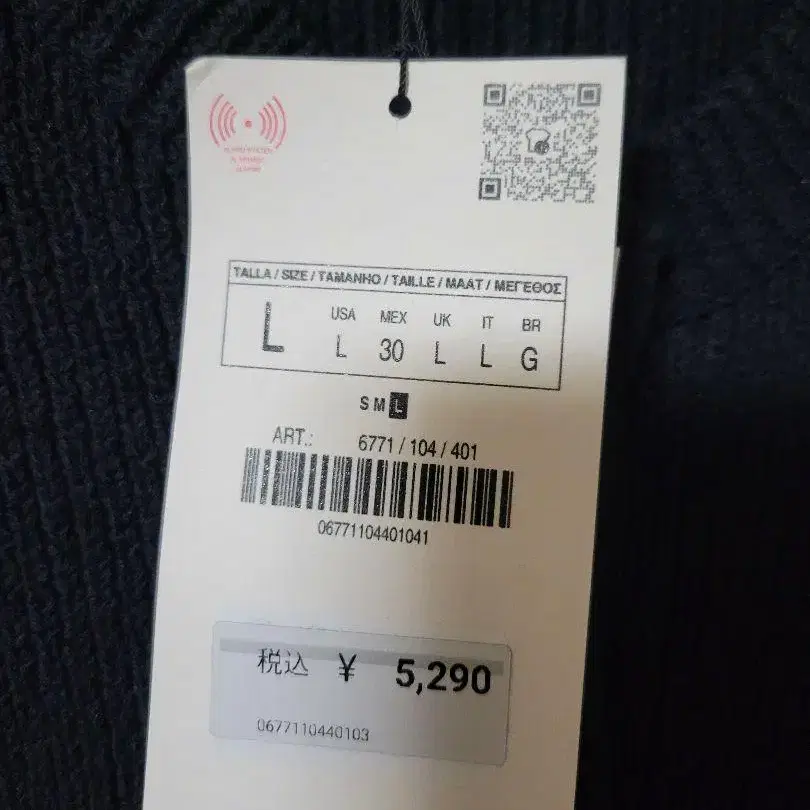 TALLA / SIZE / TAMANHO / TAILLE / MAAT / ΜΕΓΕΘΟΣ
L
USA MEX UK IT BR
L 30 L L G
S M L
ART.: 6771 / 104 / 401
06771104401041
税込 ¥ 5,290
0677110440103